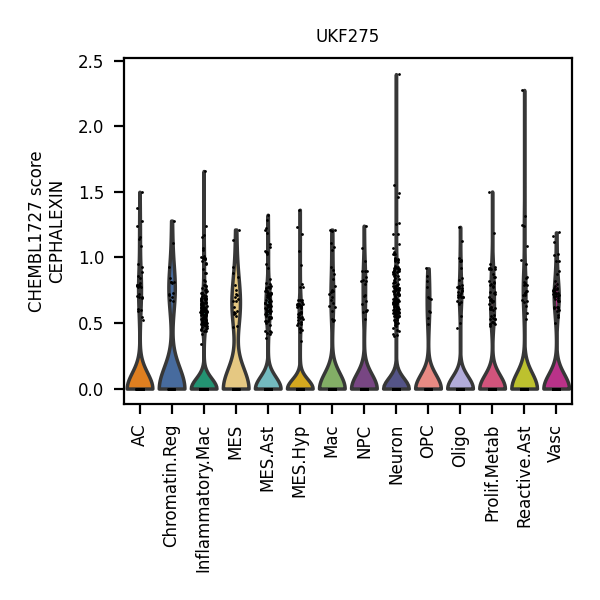 UKF275
CHEMBL1727 score
CEPHALEXIN
2.5
2.0
1.5
1.0
0.5
0.0
AC
Chromatin.Reg
Inflammatory.Mac
MES
MES.Ast
MES.Hyp
Mac
NPC
Neuron
OPC
Oligo
Prolif.Metab
Reactive.Ast
Vasc